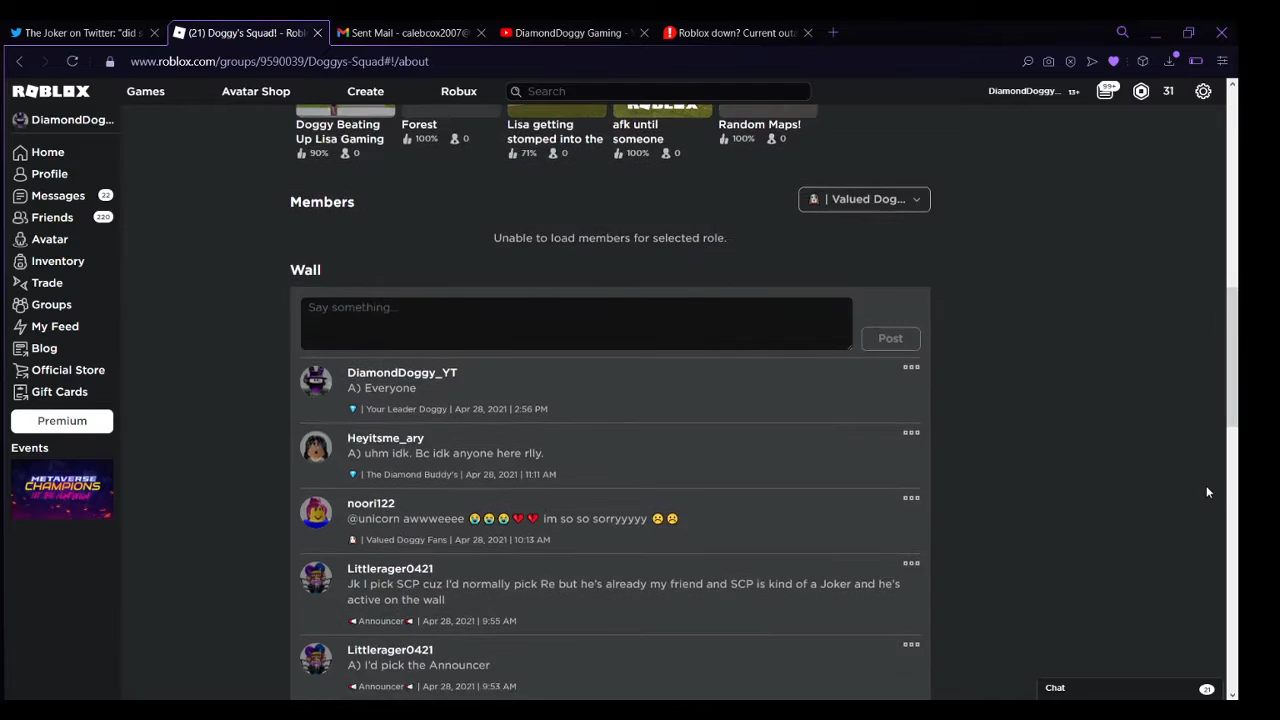 The Joker on Twitter: "did s
(21) Doggy's Squad! - Robl
Sent Mail - calebcox2007@
DiamondDoggy Gaming -
Roblox down? Current out
www.roblox.com/groups/9590039/Doggys-Squad#!/about
ROBLOX
Games
Avatar Shop
Create
Robux
Search
DiamondDoggy...
13+
99+
31
DiamondDog...
Home
Profile
Messages
22
Friends
220
Avatar
Inventory
Trade
Groups
My Feed
Blog
Official Store
Gift Cards
Premium
Events
METAVERSE
CHAMPIONS
Doggy Beating
Up Lisa Gaming
90%
0
Forest
100%
0
Lisa getting
stomped into the
71%
0
afk until
someone
100%
0
Random Maps!
100%
0
Members
| Valued Dog...
Unable to load members for selected role.
Wall
Say something...
Post
DiamondDoggy_YT
A) Everyone
| Your Leader Doggy | Apr 28, 2021 | 2:56 PM
Heyitsme_ary
A) uhm idk. Bc idk anyone here rlly.
| The Diamond Buddy's | Apr 28, 2021 | 11:11 AM
noori122
@unicorn awwweeee 😭😭😭💔💔 im so so sorryyyyy ☹️☹️
| Valued Doggy Fans | Apr 28, 2021 | 10:13 AM
Littlerager0421
Jk I pick SCP cuz I'd normally pick Re but he's already my friend and SCP is kind of a Joker and he's
active on the wall
Announcer | Apr 28, 2021 | 9:55 AM
Littlerager0421
A) I'd pick the Announcer
Announcer | Apr 28, 2021 | 9:53 AM
Chat
21